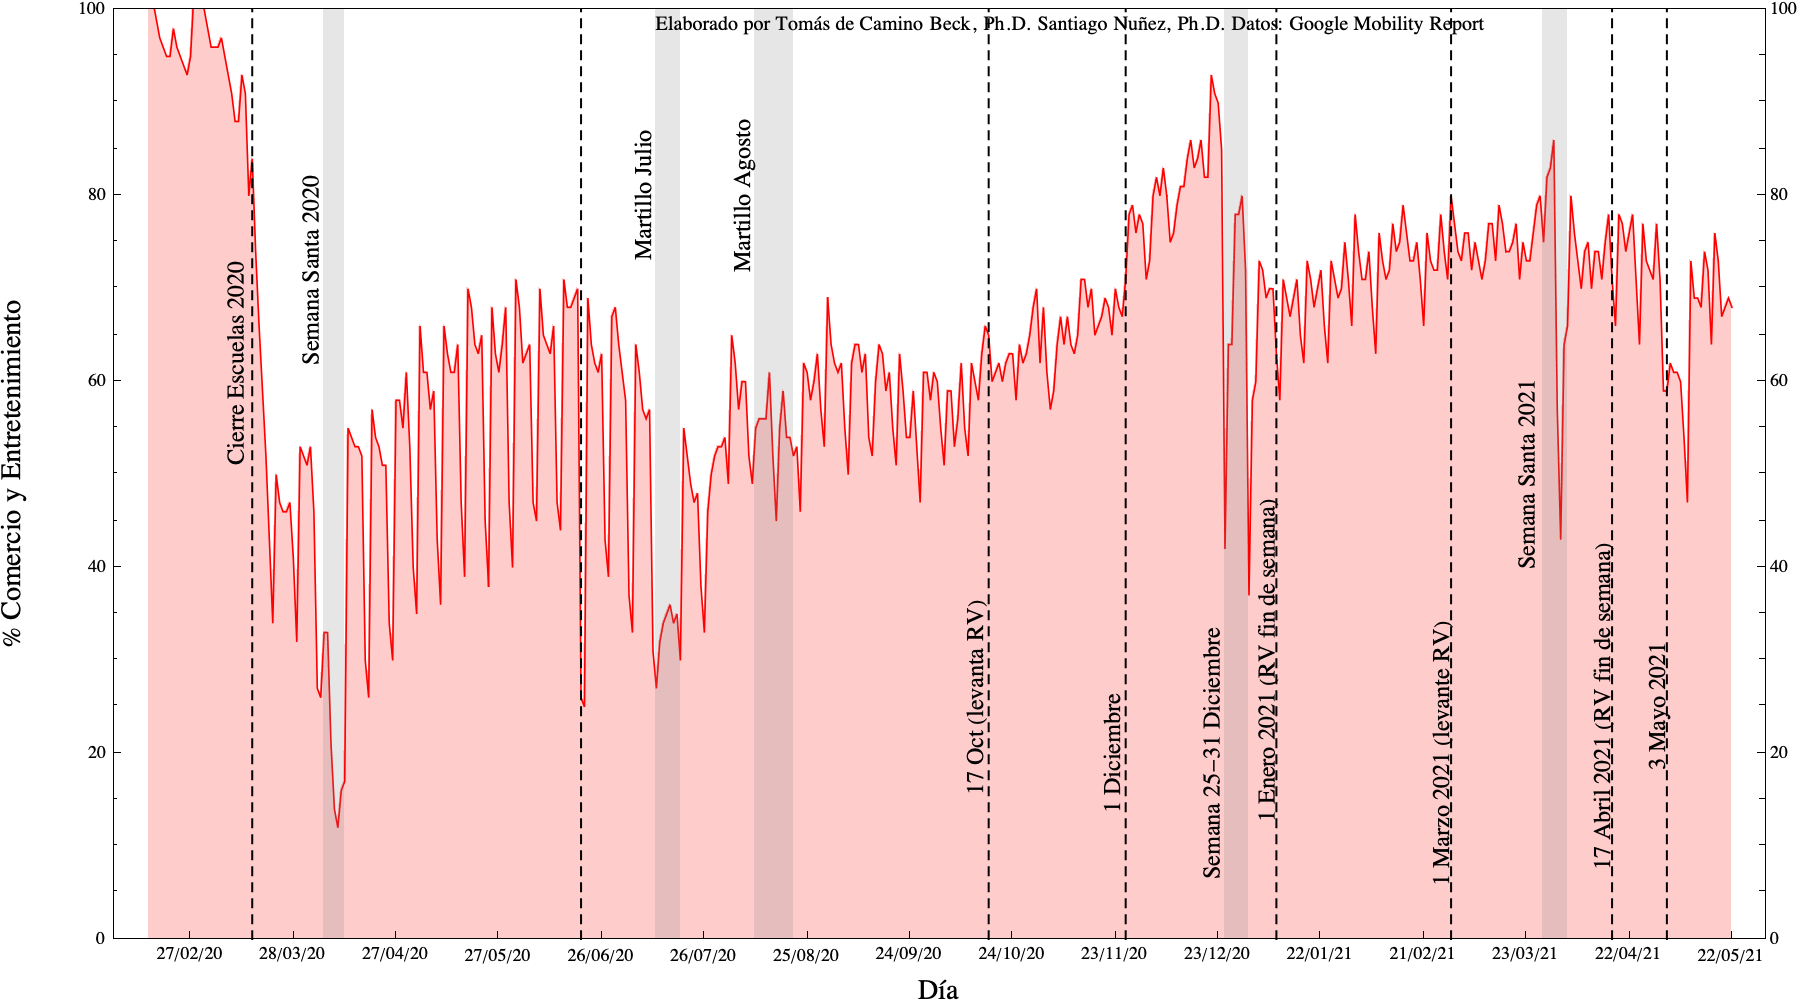 Elaborado por Tomás de Camino Beck, Ph.D. Santiago Nuñez, Ph.D. Datos: Google Mobility Report
% Comercio y Entretenimiento
100
80
60
40
20
0
100
80
60
40
20
0
Cierre Escuelas 2020
Semana Santa 2020
Martillo Julio
Martillo Agosto
17 Oct (levanta RV)
1 Diciembre
Semana 25-31 Diciembre
1 Enero 2021 (RV fin de semana)
1 Marzo 2021 (levante RV)
Semana Santa 2021
17 Abril 2021 (RV fin de semana)
3 Mayo 2021
27/02/20 28/03/20 27/04/20 27/05/20 26/06/20 26/07/20 25/08/20 24/09/20 24/10/20 23/11/20 23/12/20 22/01/21 21/02/21 23/03/21 22/04/21 22/05/21
Día